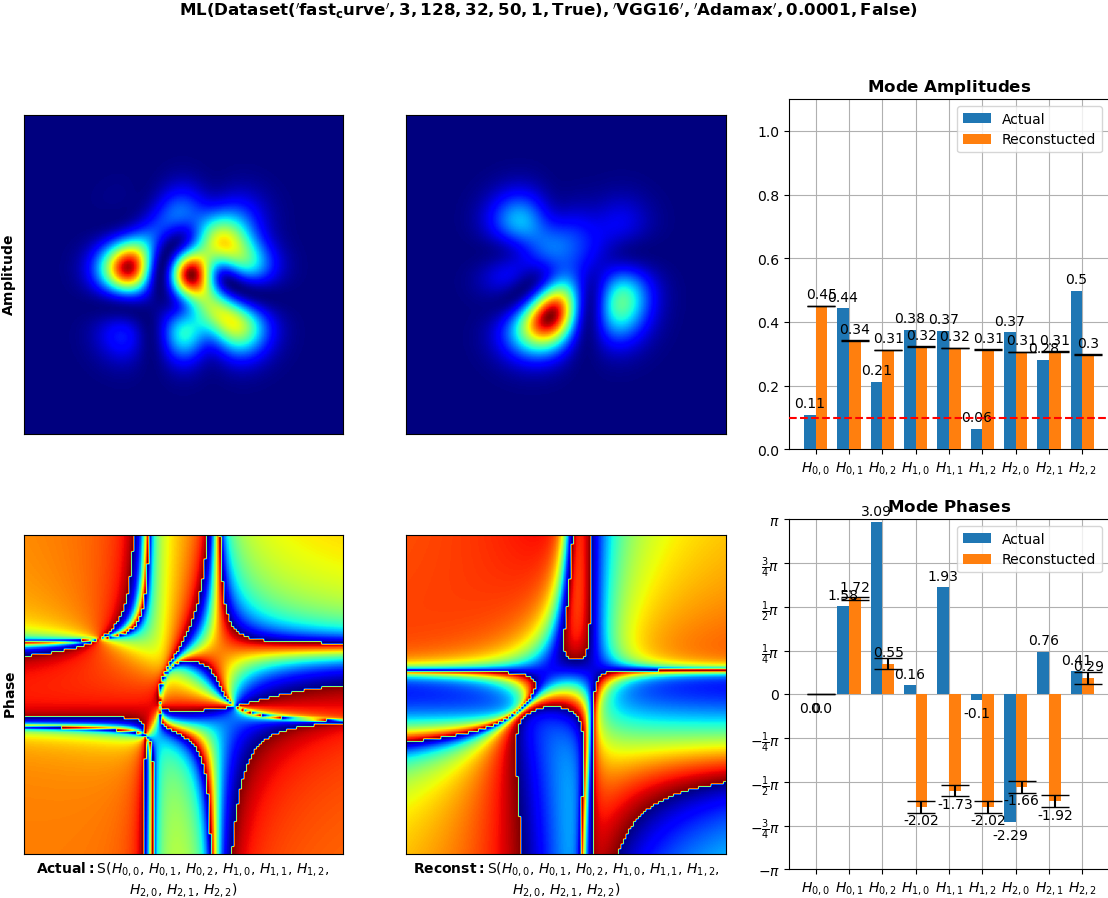 ML(Dataset('fast_curve', 3, 128, 32, 50, 1, True), 'VGG16', 'Adamax', 0.0001, False)
Amplitude
Mode Amplitudes
Actual
Reconstucted
1.0
0.8
0.6
0.4
0.2
0.0
0.11
0.45
0.44
0.34
0.21
0.31
0.38
0.32
0.37
0.32
0.06
0.31
0.37
0.31
0.28
0.31
0.5
0.3
H0,0 H0,1 H0,2 H1,0 H1,1 H1,2 H2,0 H2,1 H2,2
Phase
Mode Phases
Actual
Reconstucted
π
3/4π
1/2π
1/4π
0
−1/4π
−1/2π
−3/4π
−π
0.0
0.0
1.58
1.72
3.09
0.55
0.16
-2.02
1.93
-1.73
-0.1
-2.02
-2.29
-1.66
0.76
-1.92
0.41
0.29
H0,0 H0,1 H0,2 H1,0 H1,1 H1,2 H2,0 H2,1 H2,2
Actual: S(H0,0, H0,1, H0,2, H1,0, H1,1, H1,2,
H2,0, H2,1, H2,2)
Reconst: S(H0,0, H0,1, H0,2, H1,0, H1,1, H1,2,
H2,0, H2,1, H2,2)